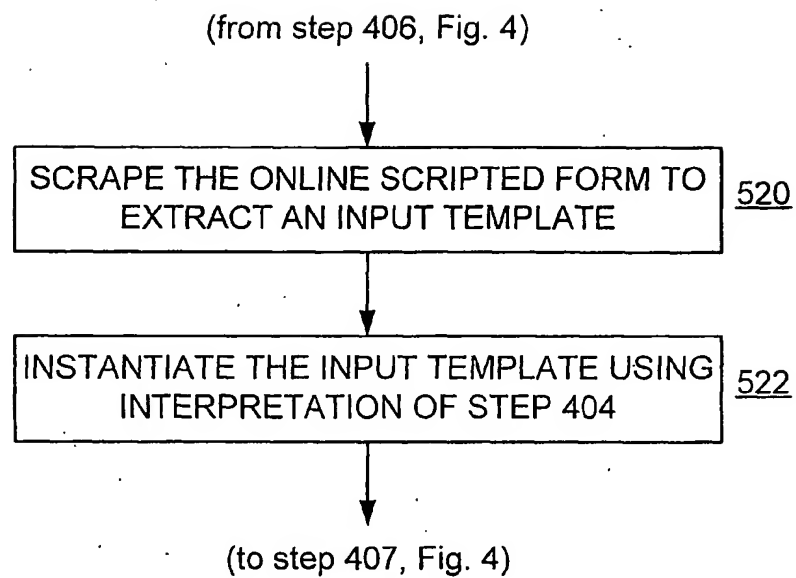 (from step 406, Fig. 4)
SCRAPE THE ONLINE SCRIPTED FORM TO
EXTRACT AN INPUT TEMPLATE
520
INSTANTIATE THE INPUT TEMPLATE USING
INTERPRETATION OF STEP 404
522
(to step 407, Fig. 4)